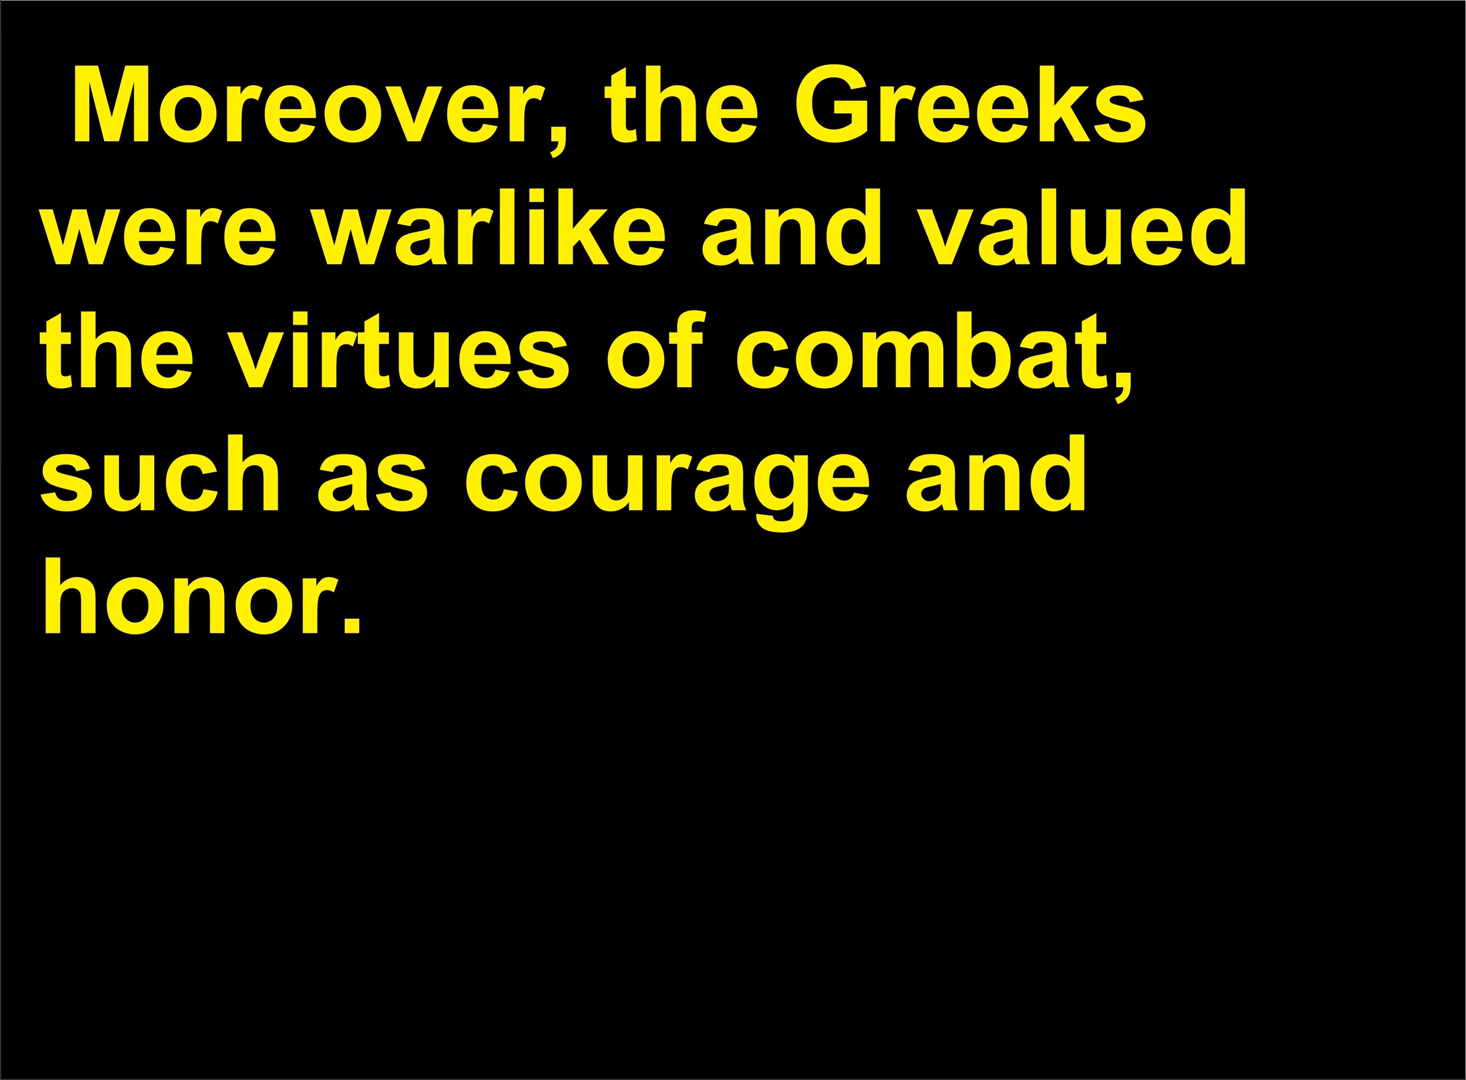 Moreover, the Greeks
were warlike and valued
the virtues of combat,
such as courage and
honor.